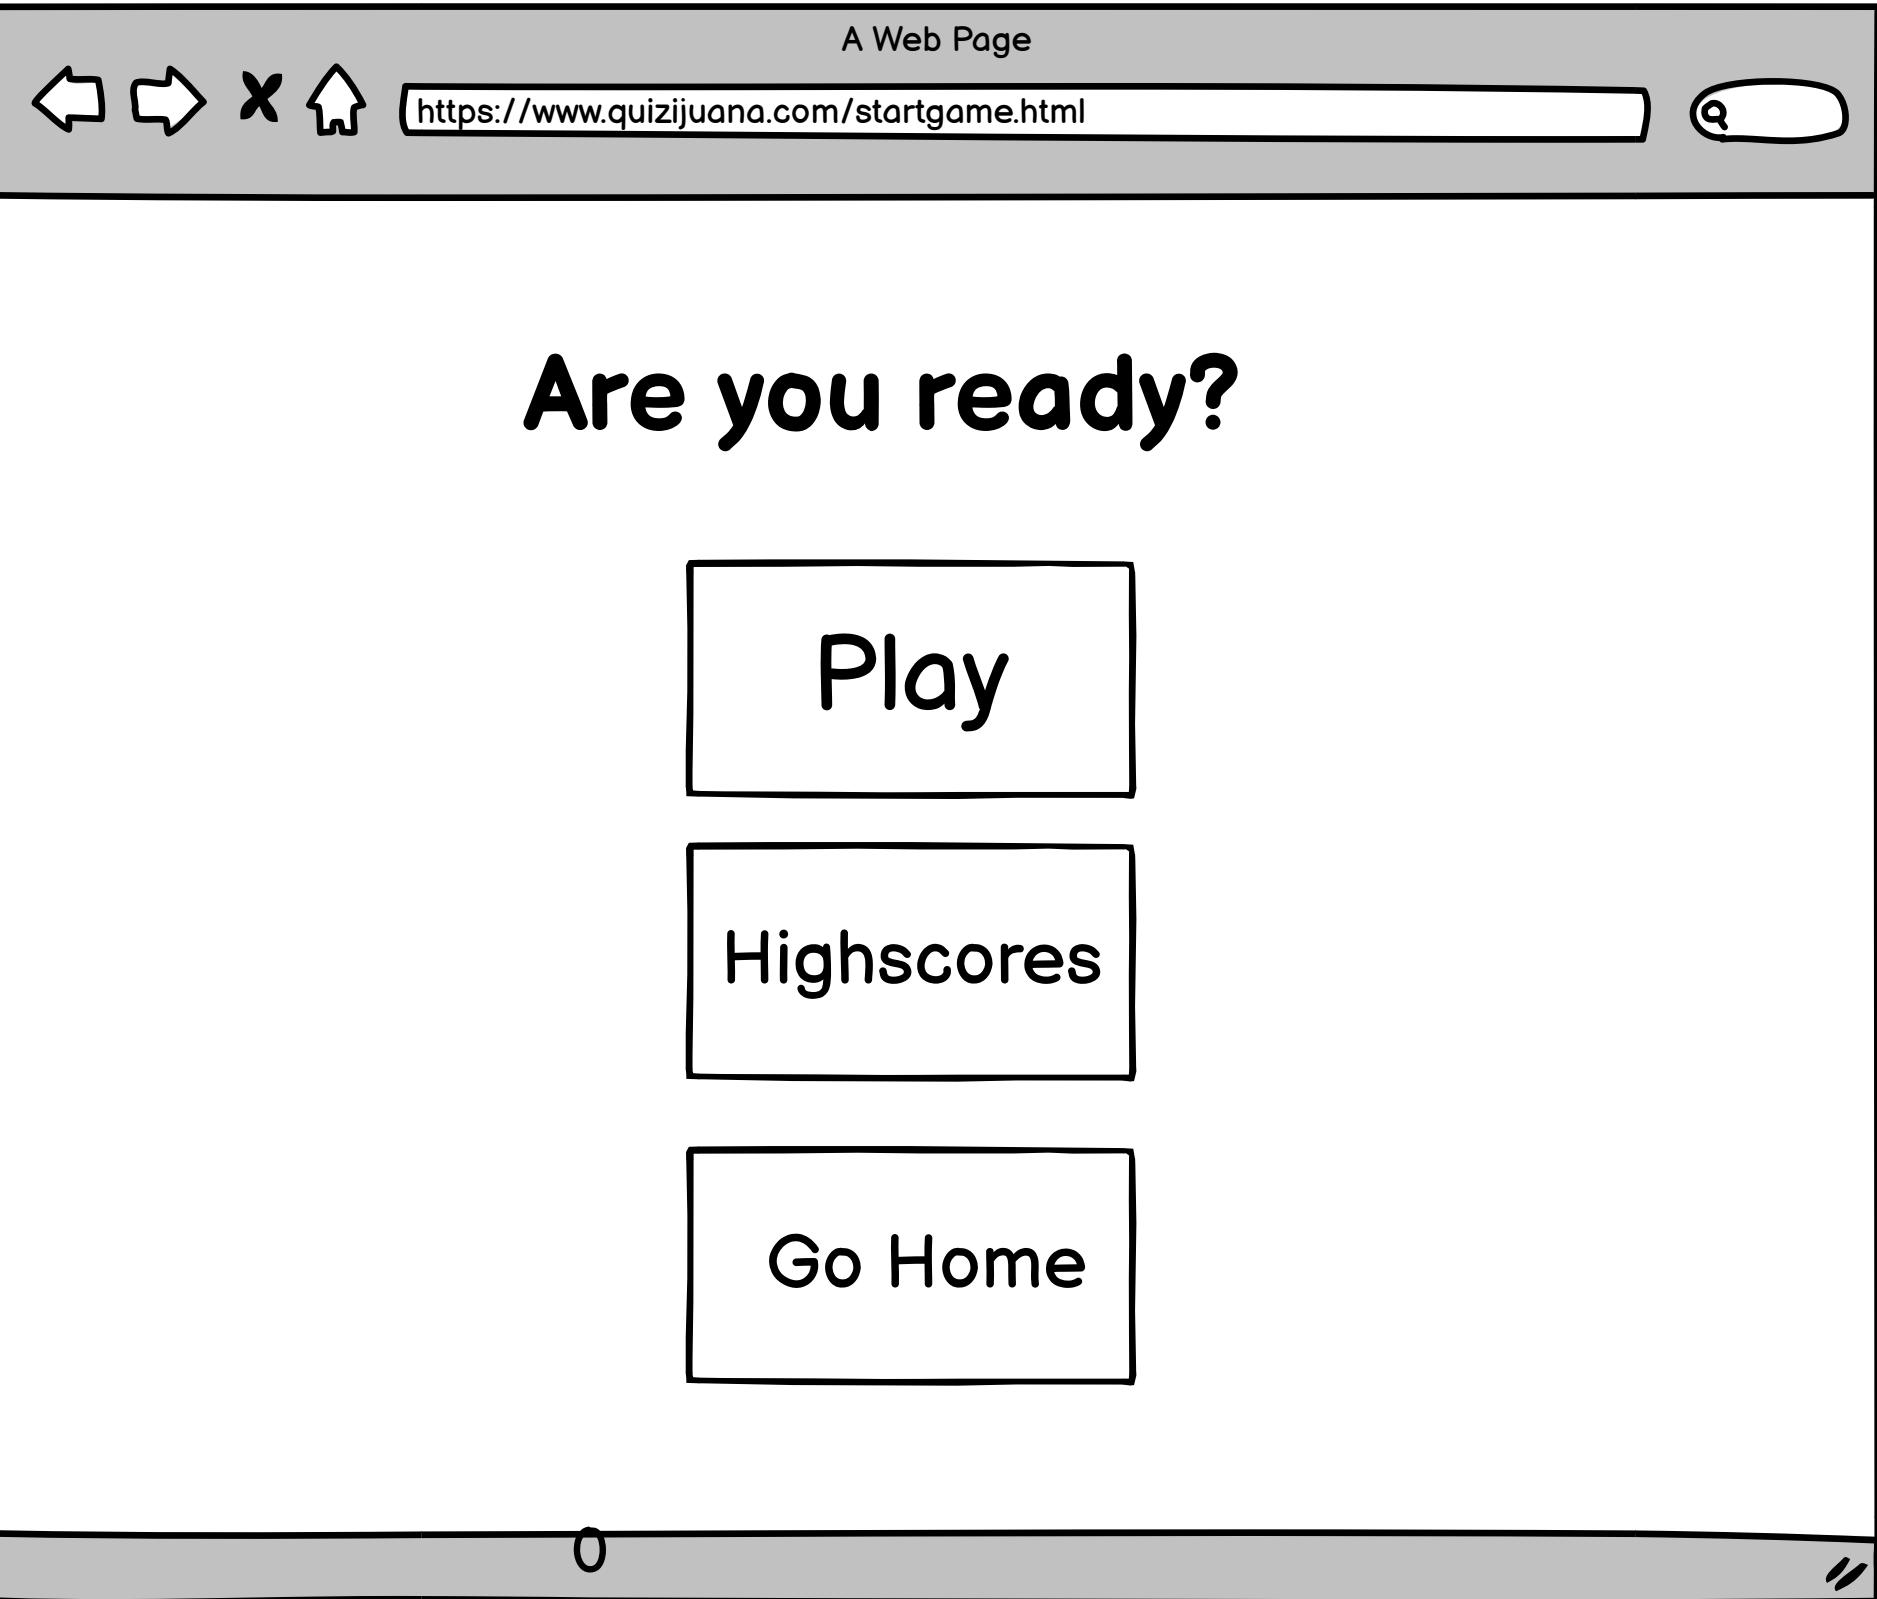 A Web Page
https://www.quizijuana.com/startgame.html
Are you ready?
Play
Highscores
Go Home
0